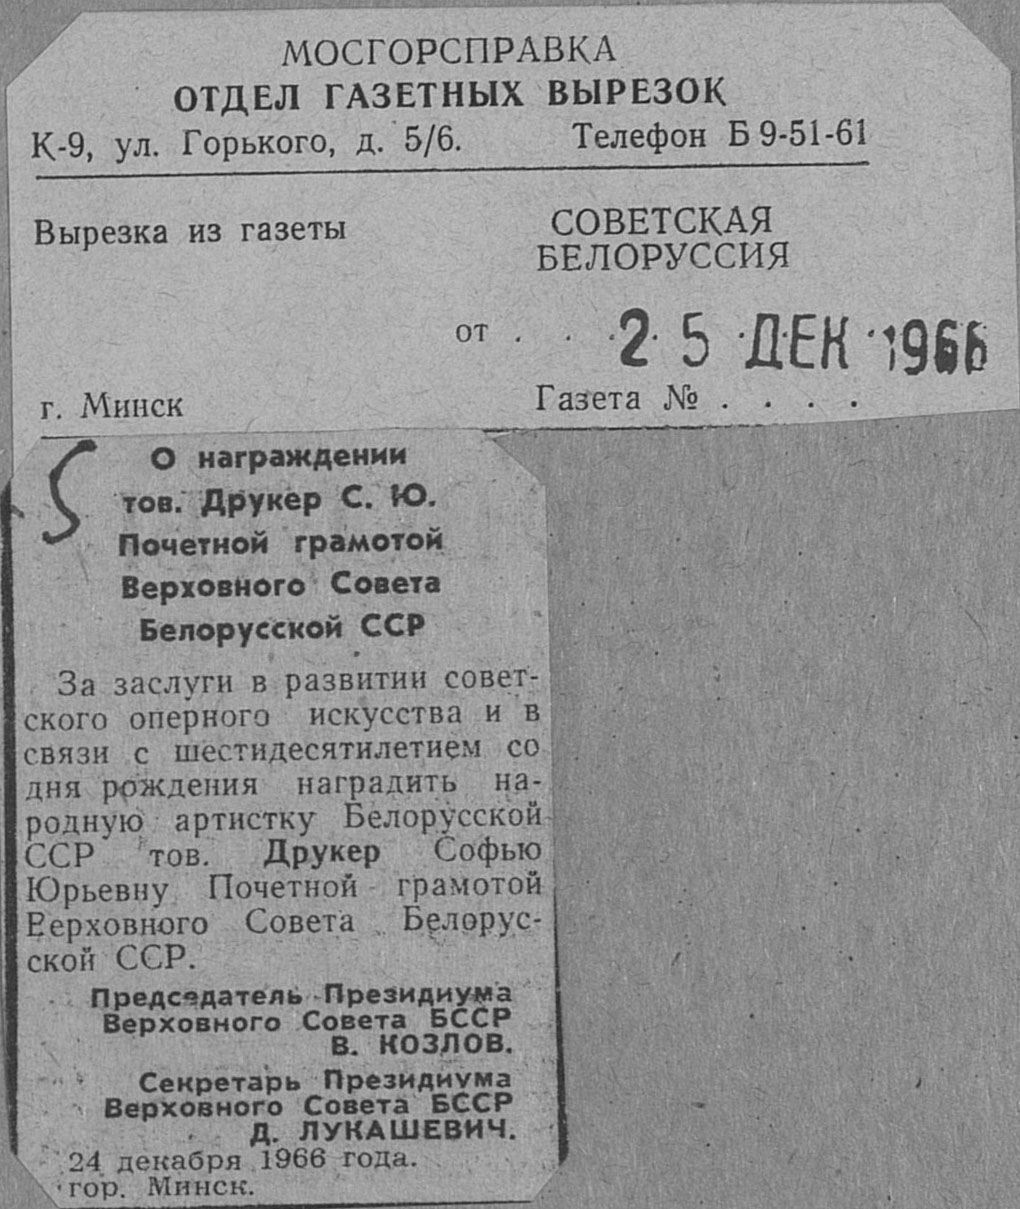 МОСГОРСПРАВКА
ОТДЕЛ ГАЗЕТНЫХ ВЫРЕЗОК
К-9, ул. Горького, д. 5/6. Телефон Б 9-51-61
Вырезка из газеты
СОВЕТСКАЯ
БЕЛОРУССИЯ
от . . 25 ДЕК 1966
г. Минск
Газета № . . . .
О награждении
тов. Друкер С. Ю.
Почетной грамотой
Верховного Совета
Белорусской ССР
За заслуги в развитии совет-
ского оперного искусства и в
связи с шестидесятилетием со
дня рождения наградить на-
родную артистку Белорусской
ССР тов. Друкер Софью
Юрьевну Почетной грамотой
Верховного Совета Белорус-
ской ССР.
Председатель Президиума
Верховного Совета БССР
В. КОЗЛОВ.
Секретарь Президиума
Верховного Совета БССР
Д. ЛУКАШЕВИЧ.
24 декабря 1966 года.
гор. Минск.